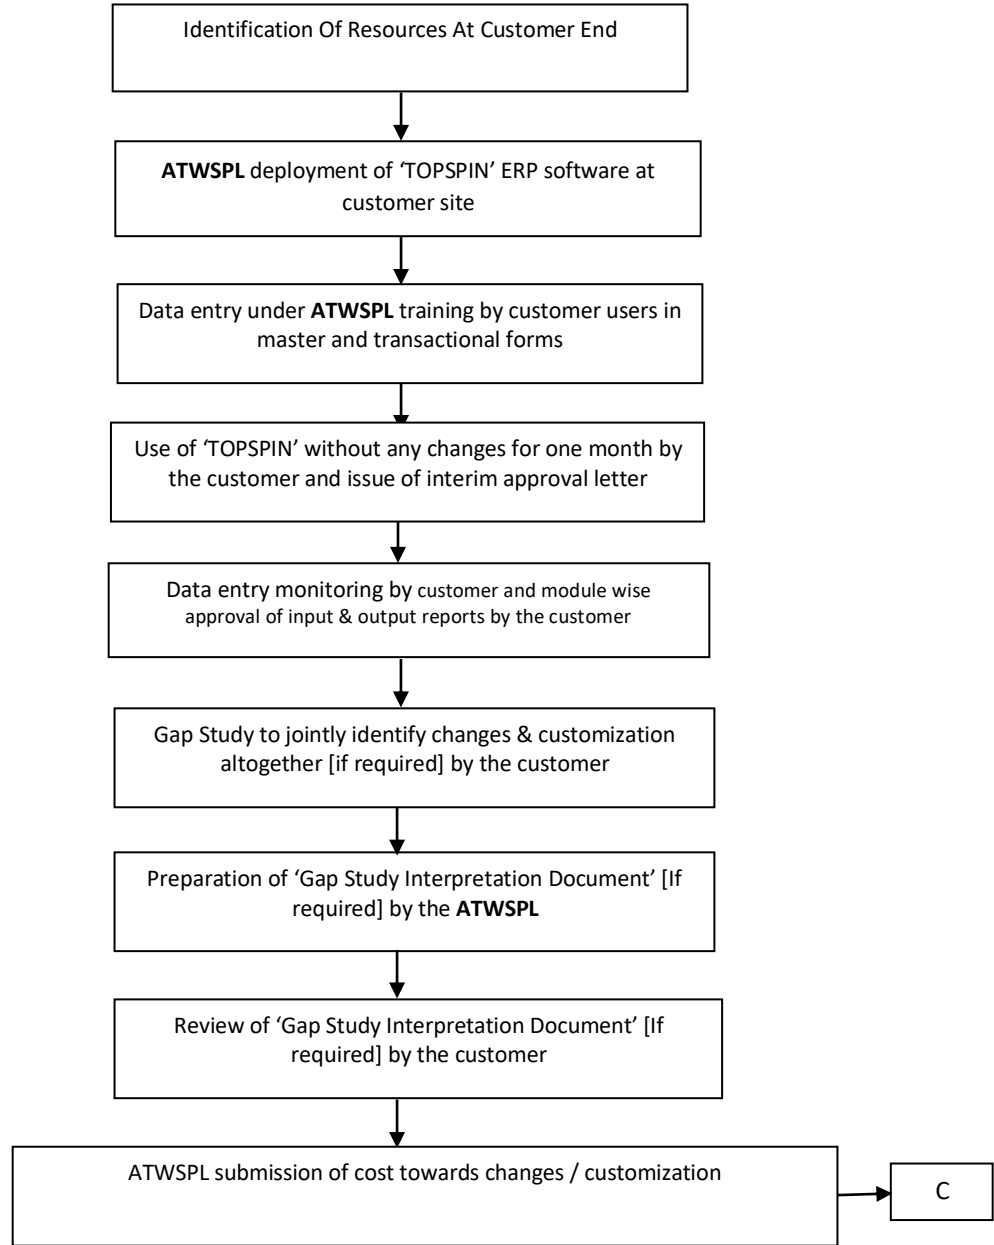 Identification Of Resources At Customer End
ATWSPL deployment of ‘TOPSPIN’ ERP software at
customer site
Data entry under ATWSPL training by customer users in
master and transactional forms
Use of ‘TOPSPIN’ without any changes for one month by
the customer and issue of interim approval letter
Data entry monitoring by customer and module wise
approval of input & output reports by the customer
Gap Study to jointly identify changes & customization
altogether [if required] by the customer
Preparation of ‘Gap Study Interpretation Document’ [If
required] by the ATWSPL
Review of ‘Gap Study Interpretation Document’ [If
required] by the customer
ATWSPL submission of cost towards changes / customization
C